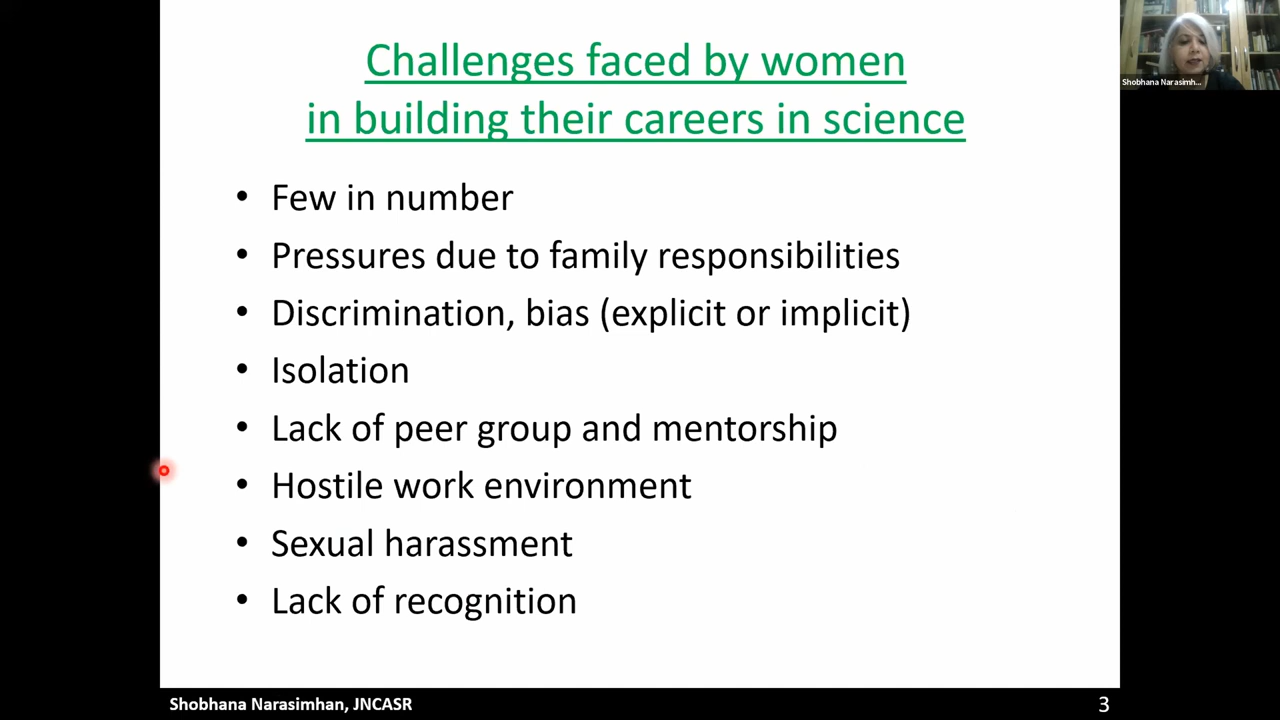 Challenges faced by women
in building their careers in science
• Few in number
• Pressures due to family responsibilities
• Discrimination, bias (explicit or implicit)
• Isolation
• Lack of peer group and mentorship
• Hostile work environment
• Sexual harassment
• Lack of recognition
Shobhana Narasimhan, JNCASR
3
Shobhana Narasimh...